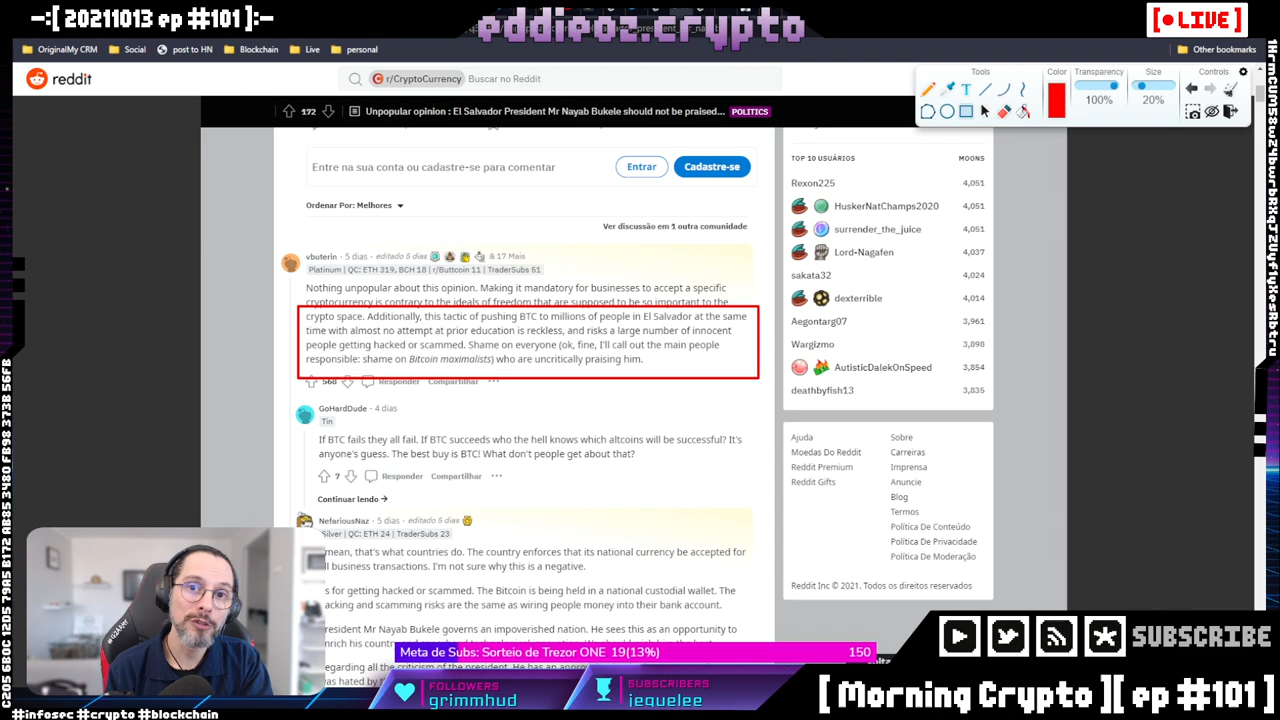 -:[ 20211013 ep #101 ]:-
eddieoz.crypto
[●LIVE]
OriginalMy CRM
Social
post to HN
Blockchain
Live
personal
Other bookmarks
reddit
r/CryptoCurrency
Buscar no Reddit
Tools
Color
Transparency
Size
Controls
100%
20%
172
Unpopular opinion : El Salvador President Mr Nayab Bukele should not be praised...
POLITICS
Entre na sua conta ou cadastre-se para comentar
Entrar
Cadastre-se
Ordenar Por: Melhores
Ver discussão em 1 outra comunidade
vbuterin · 5 dias · editado 5 dias
& 17 Mais
Platinum | QC: ETH 319, BCH 18 | r/Buttcoin 11 | TraderSubs 51
Nothing unpopular about this opinion. Making it mandatory for businesses to accept a specific
cryptocurrency is contrary to the ideals of freedom that are supposed to be so important to the
crypto space. Additionally, this tactic of pushing BTC to millions of people in El Salvador at the same
time with almost no attempt at prior education is reckless, and risks a large number of innocent
people getting hacked or scammed. Shame on everyone (ok, fine, I'll call out the main people
responsible: shame on Bitcoin maximalists) who are uncritically praising him.
568
Responder
Compartilhar
···
GoHardDude · 4 dias
Tin
If BTC fails they all fail. If BTC succeeds who the hell knows which altcoins will be successful? It's
anyone's guess. The best buy is BTC! What don't people get about that?
7
Responder
Compartilhar
···
Continuar lendo →
NefariousNaz · 5 dias · editado 5 dias
Silver | QC: ETH 24 | TraderSubs 23
mean, that's what countries do. The country enforces that its national currency be accepted for
ll business transactions. I'm not sure why this is a negative.
s for getting hacked or scammed. The Bitcoin is being held in a national custodial wallet. The
acking and scamming risks are the same as wiring people money into their bank account.
resident Mr Nayab Bukele governs an impoverished nation. He sees this as an opportunity to
TOP 10 USUÁRIOS
MOONS
Rexon225
4,051
HuskerNatChamps2020
4,051
surrender_the_juice
4,051
Lord-Nagafen
4,037
sakata32
4,024
dexterrible
4,014
Aegontarg07
3,961
Wargizmo
3,898
AutisticDalekOnSpeed
3,854
deathbyfish13
3,835
Ajuda
Moedas Do Reddit
Reddit Premium
Reddit Gifts
Sobre
Carreiras
Imprensa
Anuncie
Blog
Termos
Política De Conteúdo
Política De Privacidade
Política De Moderação
Reddit Inc © 2021. Todos os direitos reservados
Meta de Subs: Sorteio de Trezor ONE 19(13%)
150
FOLLOWERS
grimmhud
SUBSCRIBERS
jeguelee
SUBSCRIBE
[ Morning Crypto ][ ep #101 ]
#infosec #crypto #blockchain